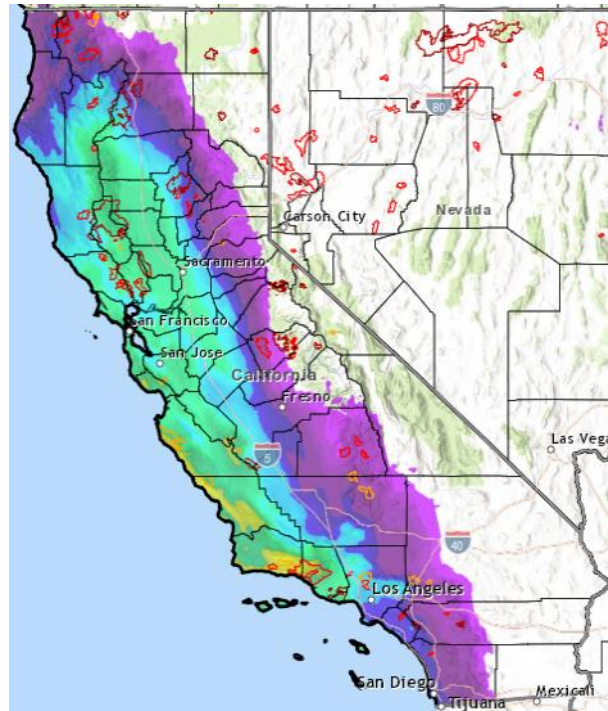 80
Carson City
Nevada
Sacramento
San Francisco
San Jose
California
Fresno
5
Las Vega
40
Los Angeles
San Diego
Tijuana
Mexicali